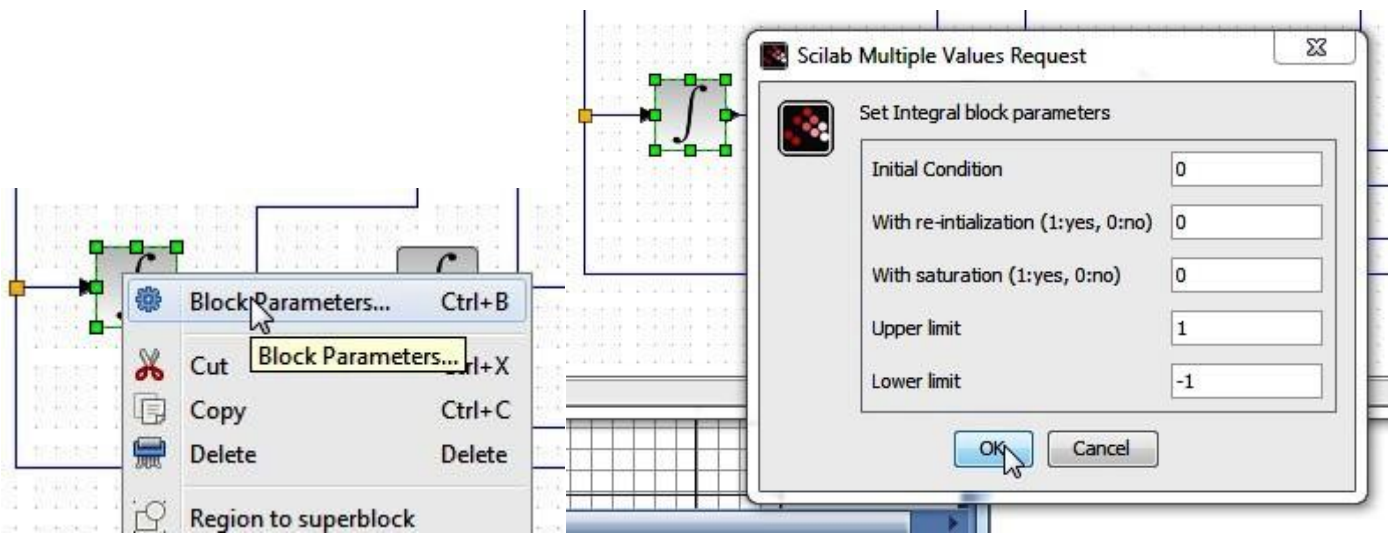 Block Parameters... Ctrl+B
Block Parameters...
Cut
Copy Ctrl+C
Delete Delete
Region to superblock
Scilab Multiple Values Request
Set Integral block parameters
Initial Condition 0
With re-intialization (1:yes, 0:no) 0
With saturation (1:yes, 0:no) 0
Upper limit 1
Lower limit -1
OK Cancel